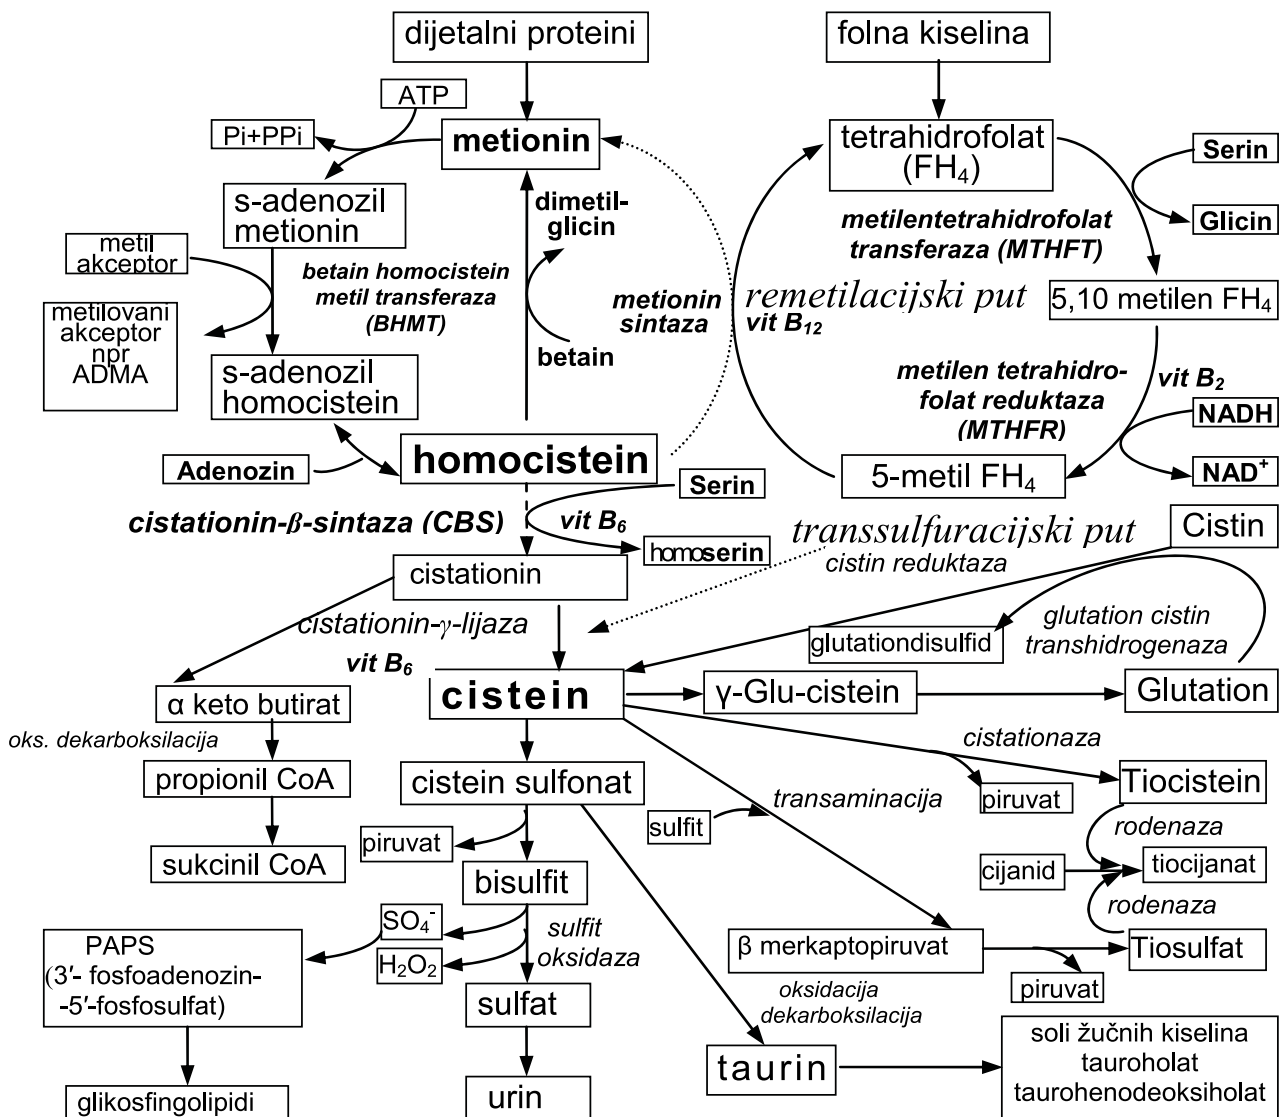 dijetalni proteini
folna kiselina
ATP
Pi+PPi
metionin
tetrahidrofolat
(FH₄)
Serin
Glicin
s-adenozil
metionin
dimetil-
glicin
metilentetrahidrofolat
transferaza (MTHFT)
metil
akceptor
betain homocistein
metil transferaza
(BHMT)
metionin
sintaza
remetilacijski put
vit B₁₂
5,10 metilen FH₄
metilovani
akceptor
npr
ADMA
betain
s-adenozil
homocistein
metilen tetrahidro-
folat reduktaza
(MTHFR)
vit B₂
NADH
NAD⁺
Adenozin
homocistein
Serin
5-metil FH₄
cistationin-β-sintaza (CBS)
vit B₆
homoserin
transsulfuracijski put
cistin reduktaza
Cistin
cistationin
cistationin-γ-lijaza
vit B₆
glutationdisulfid
glutation cistin
transhidrogenaza
α keto butirat
cistein
γ-Glu-cistein
Glutation
oks. dekarboksilacija
cistationaza
propionil CoA
cistein sulfonat
transaminacija
piruvat
Tiocistein
sulfit
rodenaza
piruvat
sukcinil CoA
cijanid
tiocijanat
bisulfit
rodenaza
SO₄⁻
sulfit
oksidaza
H₂O₂
PAPS
(3′- fosfoadenozin-
-5′-fosfosulfat)
β merkaptopiruvat
Tiosulfat
piruvat
sulfat
oksidacija
dekarboksilacija
taurin
soli žučnih kiselina
tauroholat
taurohenodeoksiholat
glikosfingolipidi
urin